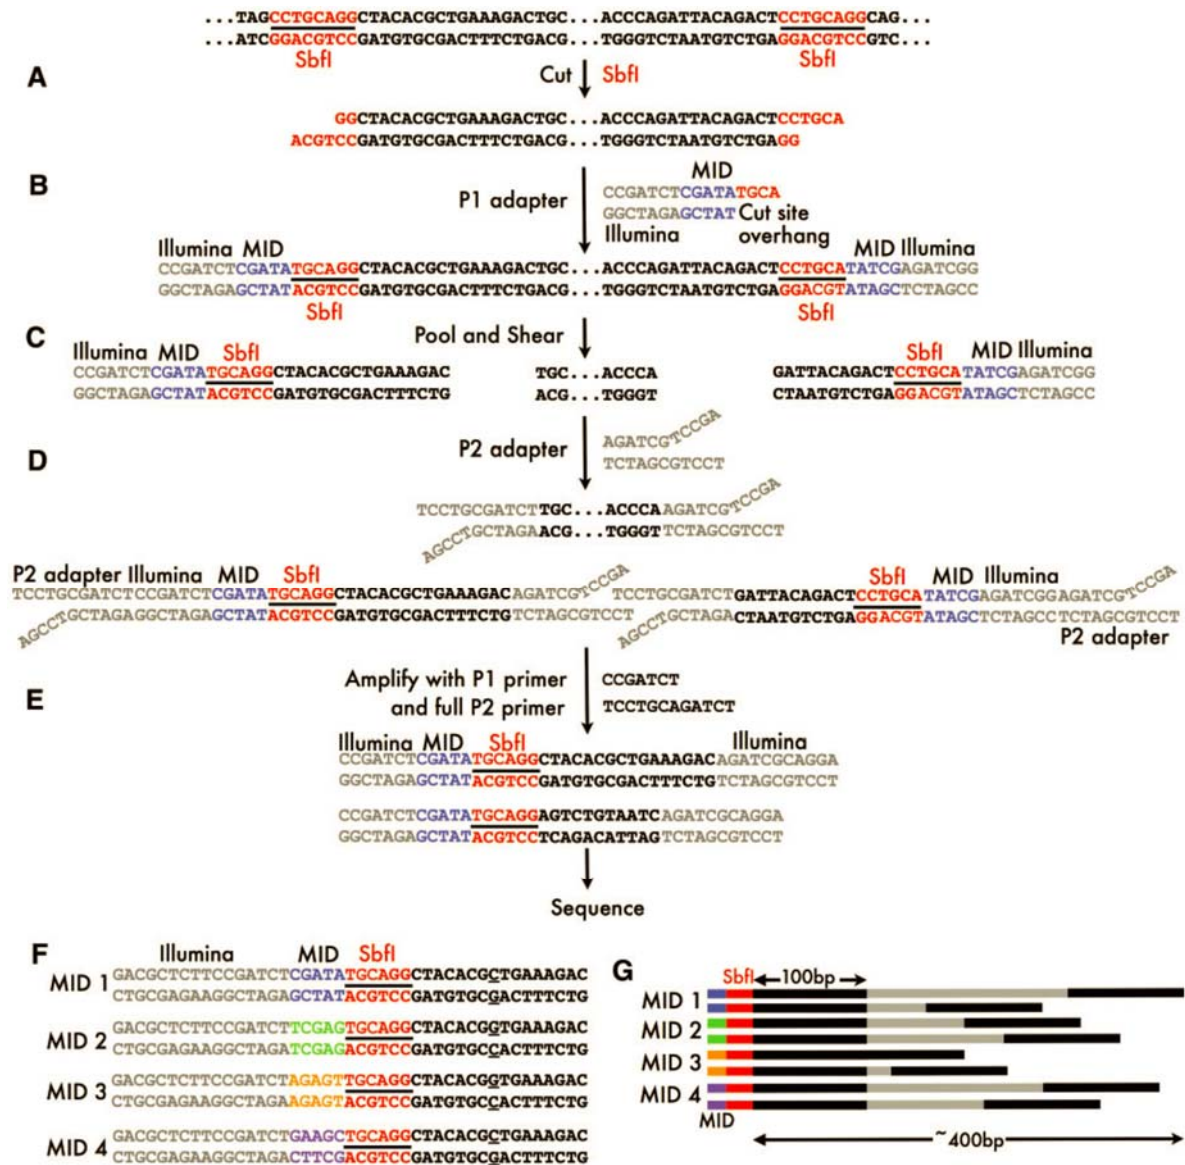 ...TAGCCTGCAGGCTACACGCTGAAAGACTGC...ACCCAGATTACAGACTCCTGCAGGCAG...
...ATCGGACGTCCGATGTGCGACTTTCTGACG...TGGGTCTAATGTCTGAGGACGTCCGTC...
SbfI SbfI
A Cut SbfI
GGCTACACGCTGAAAGACTGC...ACCCAGATTACAGACTCCTGCA
ACGTCCGATGTGCGACTTTCTGACG...TGGGTCTAATGTCTGAGG
B P1 adapter
MID
CCGATCTCGATATGCA
GGCTAGAGCTAT Cut site
Illumina overhang
Illumina MID MID Illumina
CCGATCTCGATATGCAGGCTACACGCTGAAAGACTGC...ACCCAGATTACAGACTCCTGCATATCGAGATCGG
GGCTAGAGCTATACGTCCGATGTGCGACTTTCTGACG...TGGGTCTAATGTCTGAGGACGTATAGCTCTAGCC
SbfI SbfI
C Pool and Shear
Illumina MID SbfI SbfI MID Illumina
CCGATCTCGATATGCAGGCTACACGCTGAAAGAC TGC...ACCCA GATTACAGACTCCTGCATATCGAGATCGG
GGCTAGAGCTATACGTCCGATGTGCGACTTTCTG ACG...TGGGT CTAATGTCTGAGGACGTATAGCTCTAGCC
D P2 adapter
AGATCGTCCGA
TCTAGCGTCCT
TCCTGCGATCTTGC...ACCCAAGATCGTCCGA
AGCCTGCTAGAACG...TGGGTTCTAGCGTCCT
P2 adapter Illumina MID SbfI SbfI MID Illumina
TCCTGCGATCTCCGATCTCGATATGCAGGCTACACGCTGAAAGACAGATCGTCCGA TCCTGCGATCTGATTACAGACTCCTGCATATCGAGATCGGAGATCGTCCGA
AGCCTGCTAGAGGCTAGAGCTATACGTCCGATGTGCGACTTTCTGTCTAGCGTCCT AGCCTGCTAGACTAATGTCTGAGGACGTATAGCTCTAGCCTCTAGCGTCCT
P2 adapter
E Amplify with P1 primer CCGATCT
and full P2 primer TCCTGCAGATCT
Illumina MID SbfI Illumina
CCGATCTCGATATGCAGGCTACACGCTGAAAGACAGATCGCAGGA
GGCTAGAGCTATACGTCCGATGTGCGACTTTCTGTCTAGCGTCCT
CCGATCTCGATATGCAGGAGTCTGTAATCAGATCGCAGGA
GGCTAGAGCTATACGTCCTCAGACATTAGTCTAGCGTCCT
Sequence
F Illumina MID SbfI
MID 1
GACGCTCTTCCGATCTCGATATGCAGGCTACACGCTGAAAGAC
CTGCGAGAAGGCTAGAGCTATACGTCCGATGTGCGACTTTCTG
MID 2
GACGCTCTTCCGATCTTCGAGTGCAGGCTACACGGTGAAAGAC
CTGCGAGAAGGCTAGATCGAGACGTCCGATGTGCCACTTTCTG
MID 3
GACGCTCTTCCGATCTAGAGTTGCAGGCTACACGGTGAAAGAC
CTGCGAGAAGGCTAGAAGAGTACGTCCGATGTGCCACTTTCTG
MID 4
GACGCTCTTCCGATCTGAAGCTGCAGGCTACACGCTGAAAGAC
CTGCGAGAAGGCTAGACTTCGACGTCCGATGTGCGACTTTCTG
G SbfI 100bp
MID 1
MID 2
MID 3
MID 4
MID
~400bp